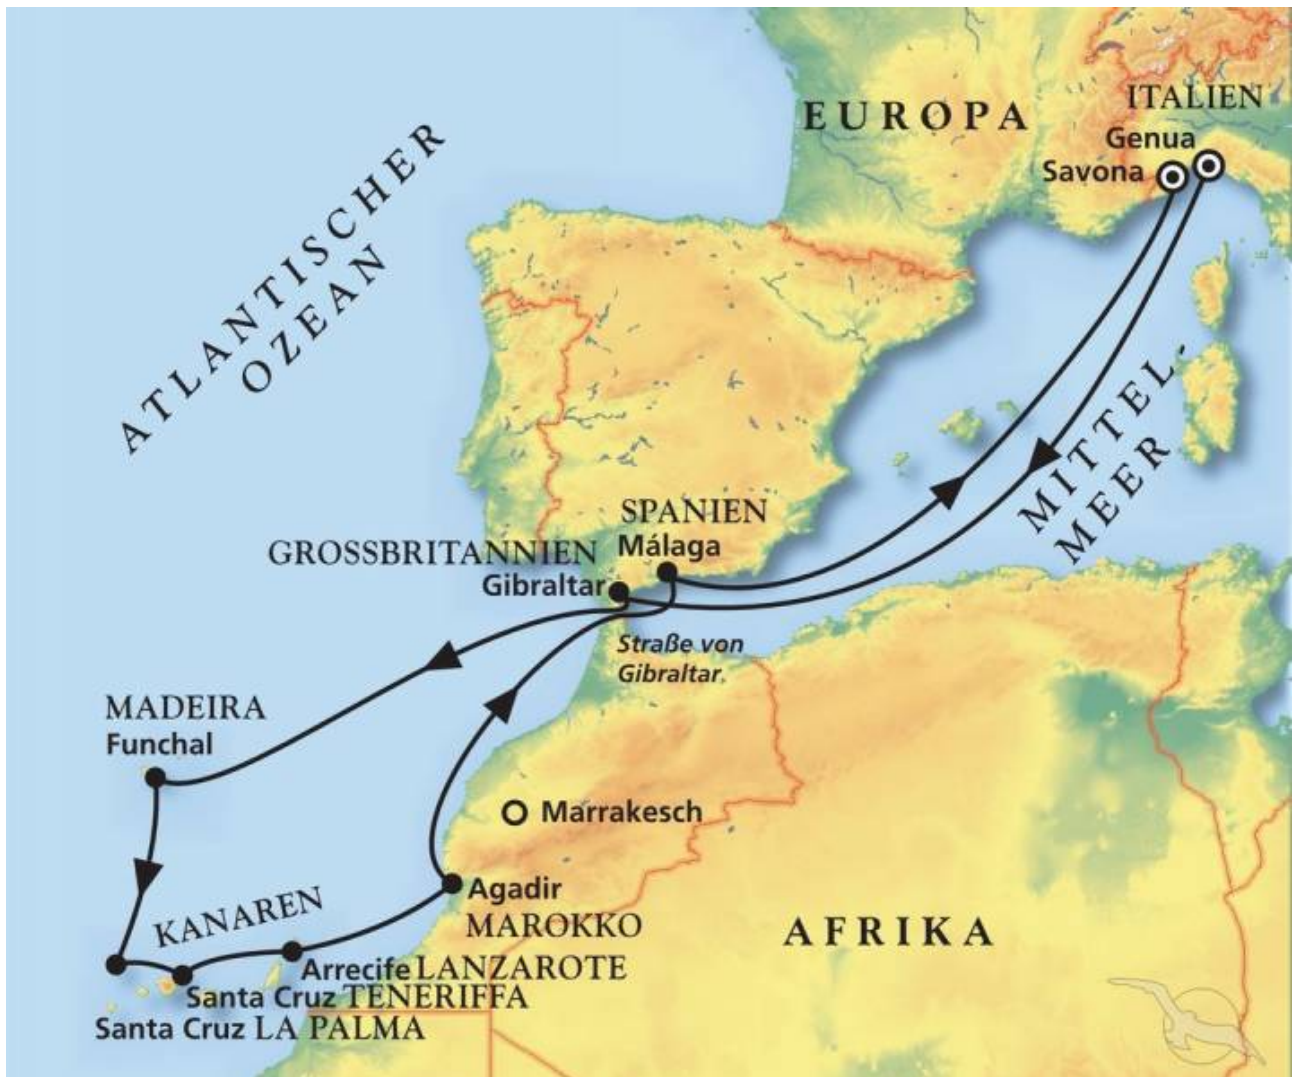 EUROPA
ITALIEN
Genua
Savona
ATLANTISCHER
OZEAN
MITTEL-
MEER
SPANIEN
Málaga
GROSSBRITANNIEN
Gibraltar
Straße von
Gibraltar
MADEIRA
Funchal
Marrakesch
Agadir
MAROKKO
KANAREN
AFRIKA
Arrecife LANZAROTE
Santa Cruz TENERIFFA
Santa Cruz LA PALMA